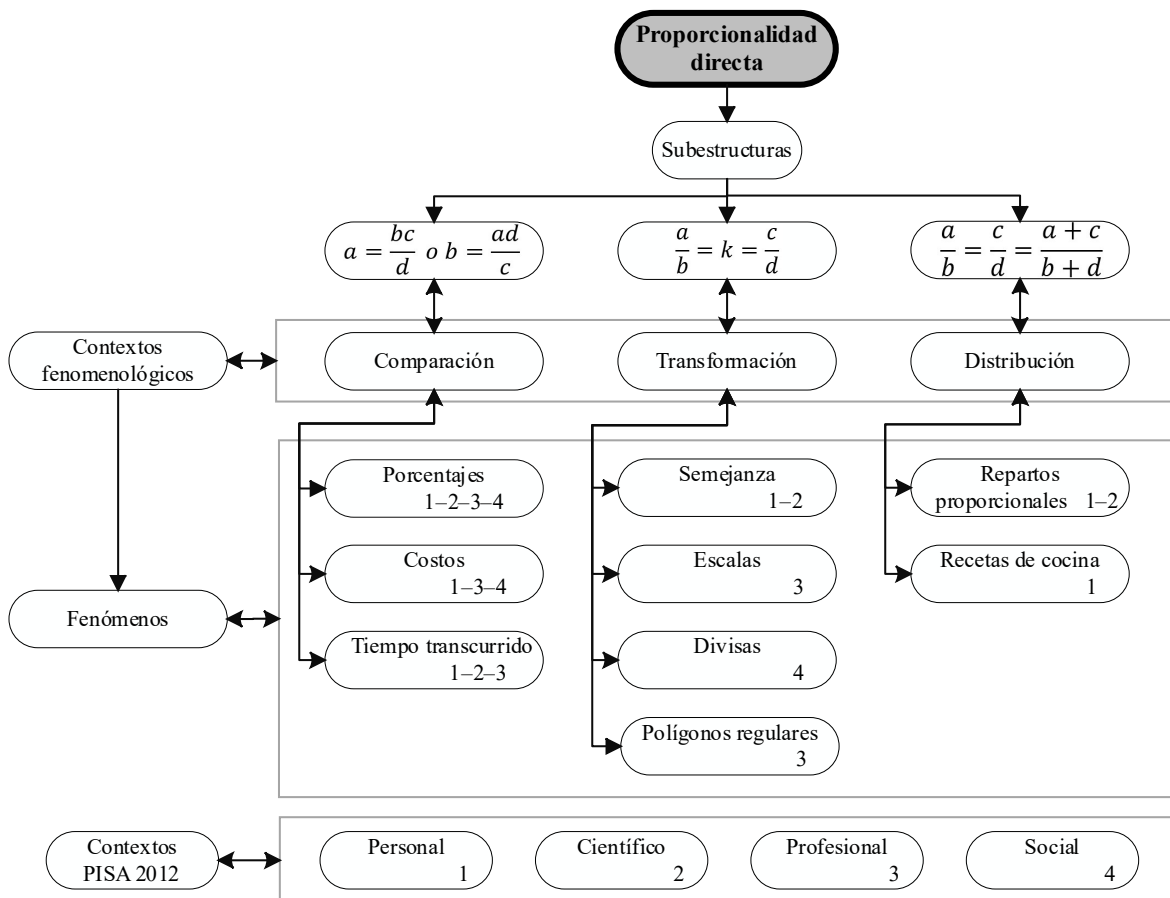 Proporcionalidad
directa
Subestructuras
a = bc/d o b = ad/c
a/b = k = c/d
a/b = c/d = (a + c)/(b + d)
Contextos
fenomenológicos
Comparación
Transformación
Distribución
Fenómenos
Porcentajes
1–2–3–4
Costos
1–3–4
Tiempo transcurrido
1–2–3
Semejanza
1–2
Escalas
3
Divisas
4
Polígonos regulares
3
Repartos
proporcionales 1–2
Recetas de cocina
1
Contextos
PISA 2012
Personal
1
Científico
2
Profesional
3
Social
4